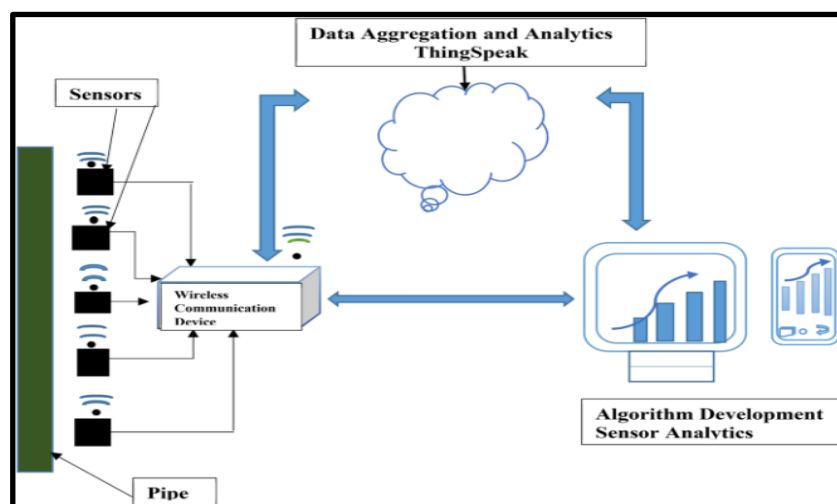 Data Aggregation and Analytics
ThingSpeak
Sensors
Wireless
Communication
Device
Algorithm Development
Sensor Analytics
Pipe